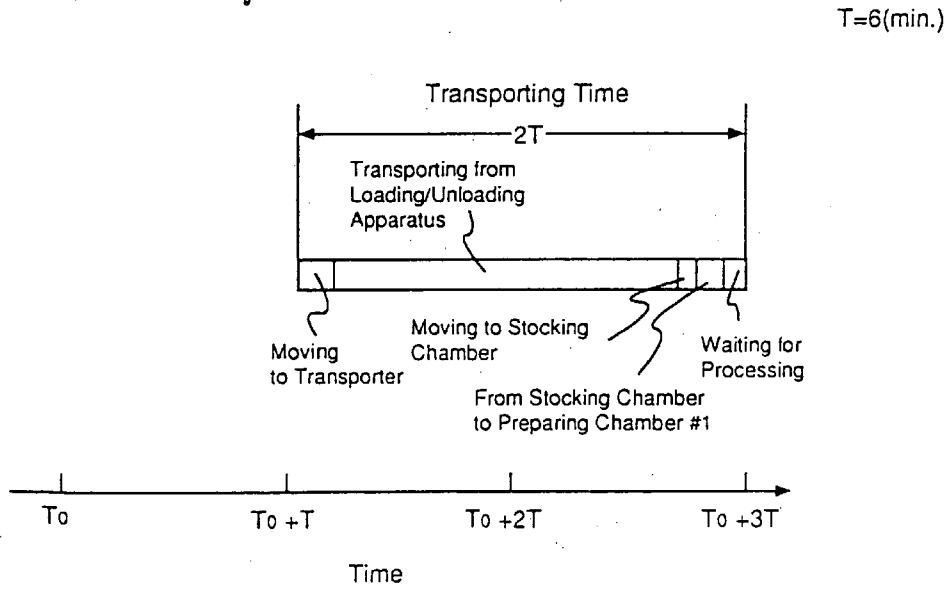 T=6(min.)
Transporting Time
2T
Transporting from
Loading/Unloading
Apparatus
Moving
to Transporter
Moving to Stocking
Chamber
From Stocking Chamber
to Preparing Chamber #1
Waiting for
Processing
To
To +T
To +2T
To +3T
Time